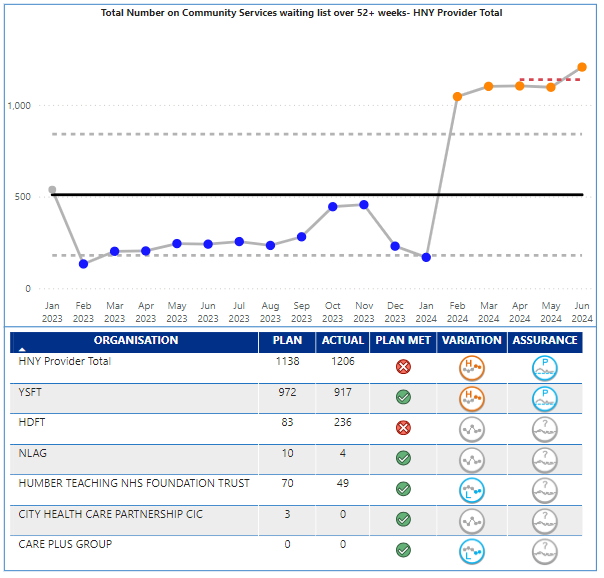 Total Number on Community Services waiting list over 52+ weeks- HNY Provider Total
1,000
500
0
Jan Feb Mar Apr May Jun Jul Aug Sep Oct Nov Dec Jan Feb Mar Apr May Jun
2023 2023 2023 2023 2023 2023 2023 2023 2023 2023 2023 2023 2024 2024 2024 2024 2024 2024
ORGANISATION PLAN ACTUAL PLAN MET VARIATION ASSURANCE
HNY Provider Total 1138 1206 H P
YSFT 972 917 H P
HDFT 83 236 ?
NLAG 10 4 ?
HUMBER TEACHING NHS FOUNDATION TRUST 70 49 L ?
CITY HEALTH CARE PARTNERSHIP CIC 3 0 ?
CARE PLUS GROUP 0 0 L ?